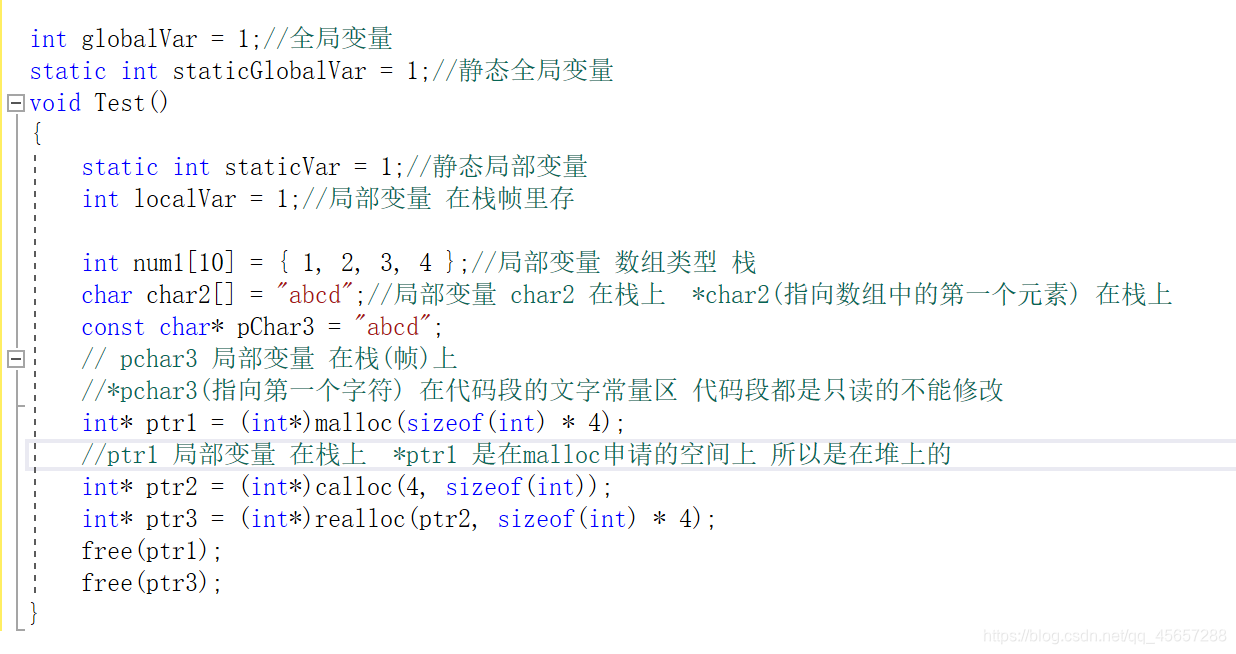 int globalVar = 1;//全局变量
static int staticGlobalVar = 1;//静态全局变量
void Test()
{
static int staticVar = 1;//静态局部变量
int localVar = 1;//局部变量 在栈帧里存
int num1[10] = { 1, 2, 3, 4 };//局部变量 数组类型 栈
char char2[] = "abcd";//局部变量 char2 在栈上  *char2(指向数组中的第一个元素) 在栈上
const char* pChar3 = "abcd";
// pchar3 局部变量 在栈(帧)上
//*pchar3(指向第一个字符) 在代码段的文字常量区 代码段都是只读的不能修改
int* ptr1 = (int*)malloc(sizeof(int) * 4);
//ptr1 局部变量 在栈上  *ptr1 是在malloc申请的空间上 所以是在堆上的
int* ptr2 = (int*)calloc(4, sizeof(int));
int* ptr3 = (int*)realloc(ptr2, sizeof(int) * 4);
free(ptr1);
free(ptr3);
}
https://blog.csdn.net/qq_45657288